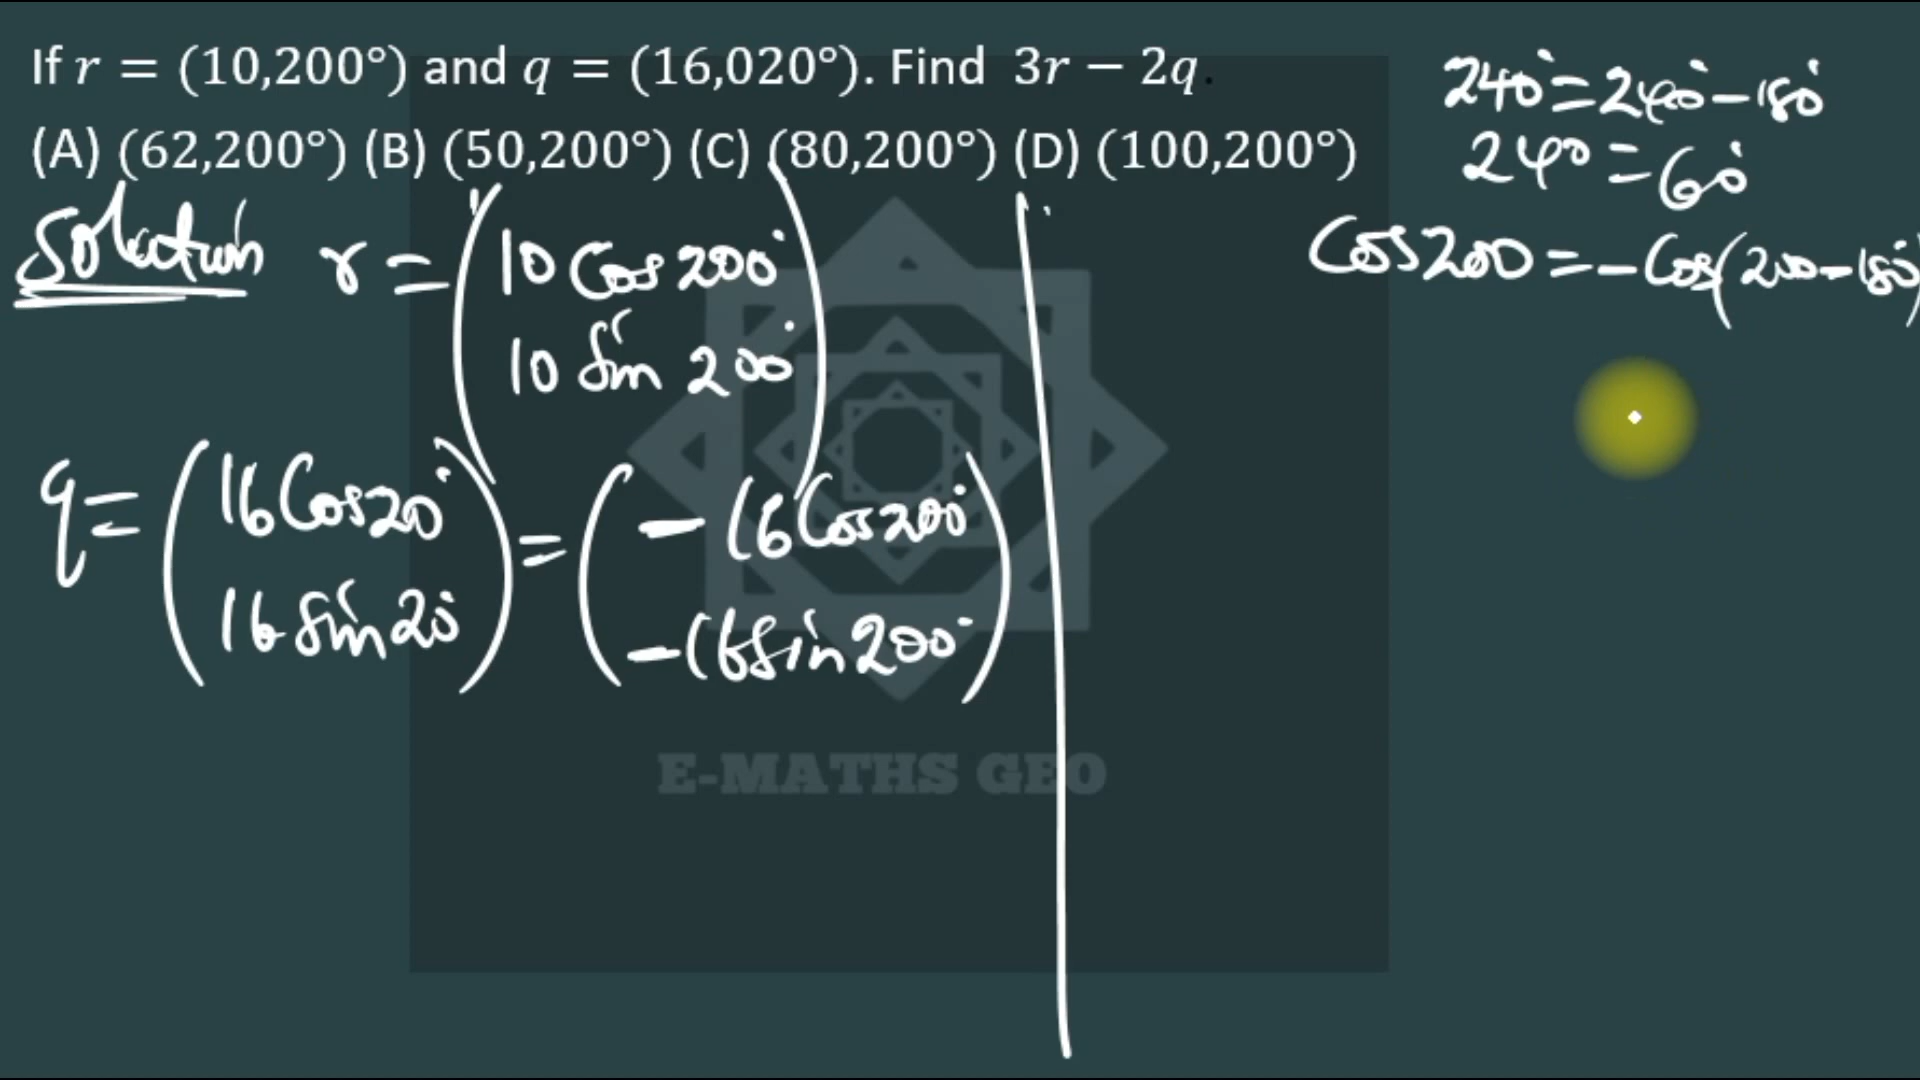 If r = (10,200°) and q = (16,020°). Find 3r − 2q.
(A) (62,200°) (B) (50,200°) (C) (80,200°) (D) (100,200°)
Solution r = (10 Cos 200°
10 Sin 200°)
q = (16 Cos 20°
16 Sin 20°) = (−16 Cos 200°
−16 Sin 200°)
240° = 240° − 180°
240 = 60°
Cos 200 = −Cos(200 − 180)
E-MATHS GEO